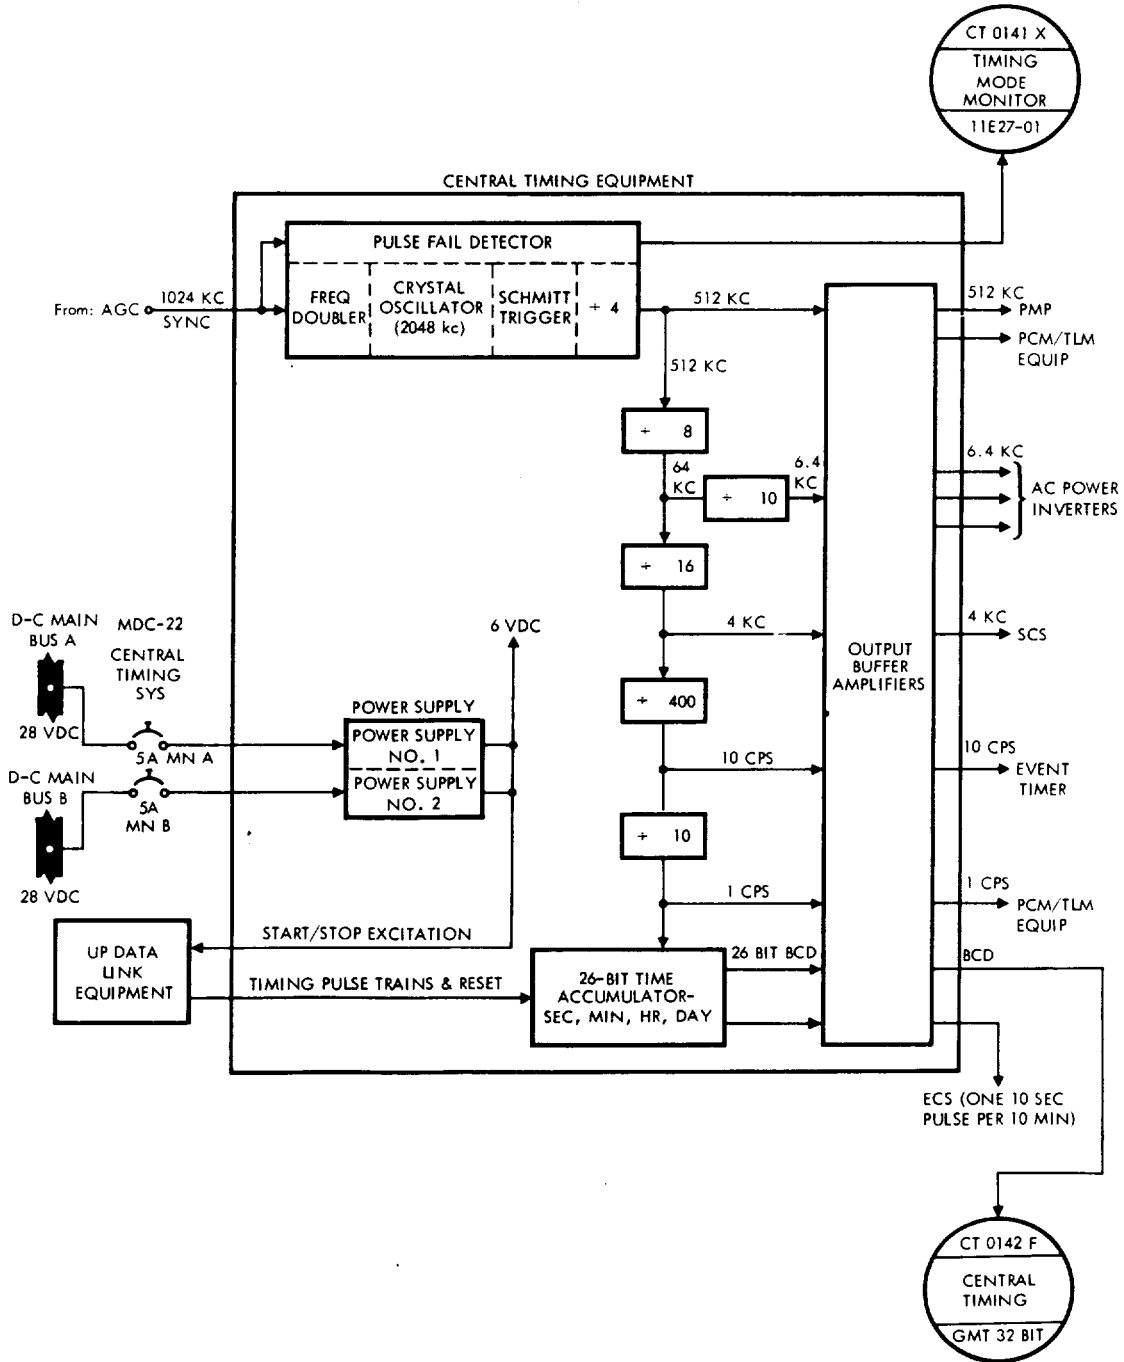 CT 0141 X
TIMING
MODE
MONITOR
11E27-01
CENTRAL TIMING EQUIPMENT
PULSE FAIL DETECTOR
From: AGC
1024 KC
SYNC
FREQ
DOUBLER
CRYSTAL
OSCILLATOR
(2048 kc)
SCHMITT
TRIGGER
÷ 4
512 KC
512 KC
PMP
PCM/TLM
EQUIP
512 KC
÷ 8
64
KC
÷ 10
6.4
KC
6.4 KC
AC POWER
INVERTERS
÷ 16
4 KC
OUTPUT
BUFFER
AMPLIFIERS
4 KC
SCS
÷ 400
10 CPS
10 CPS
EVENT
TIMER
÷ 10
1 CPS
1 CPS
PCM/TLM
EQUIP
D-C MAIN
BUS A
28 VDC
MDC-22
CENTRAL
TIMING
SYS
5A MN A
D-C MAIN
BUS B
28 VDC
5A
MN B
6 VDC
POWER SUPPLY
POWER SUPPLY
NO. 1
POWER SUPPLY
NO. 2
UP DATA
LINK
EQUIPMENT
START/STOP EXCITATION
TIMING PULSE TRAINS & RESET
26-BIT TIME
ACCUMULATOR-
SEC, MIN, HR, DAY
26 BIT BCD
BCD
ECS (ONE 10 SEC
PULSE PER 10 MIN)
CT 0142 F
CENTRAL
TIMING
GMT 32 BIT